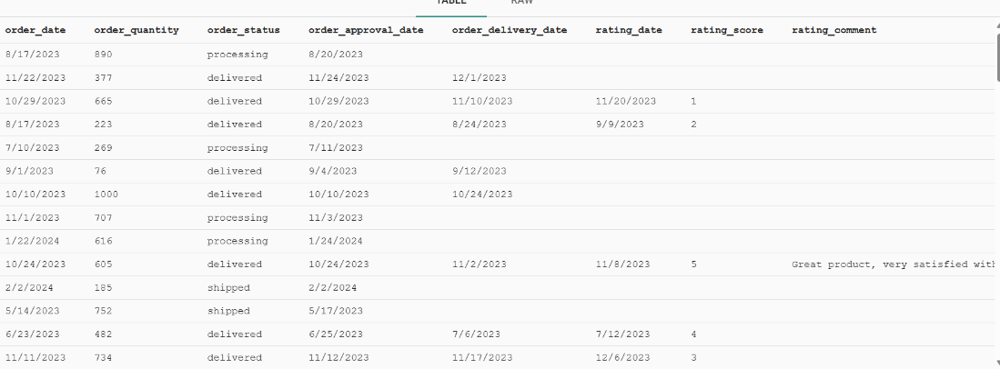 TABLE RAW
order_date order_quantity order_status order_approval_date order_delivery_date rating_date rating_score rating_comment
8/17/2023 890 processing 8/20/2023
11/22/2023 377 delivered 11/24/2023 12/1/2023
10/29/2023 665 delivered 10/29/2023 11/10/2023 11/20/2023 1
8/17/2023 223 delivered 8/20/2023 8/24/2023 9/9/2023 2
7/10/2023 269 processing 7/11/2023
9/1/2023 76 delivered 9/4/2023 9/12/2023
10/10/2023 1000 delivered 10/10/2023 10/24/2023
11/1/2023 707 processing 11/3/2023
1/22/2024 616 processing 1/24/2024
10/24/2023 605 delivered 10/24/2023 11/2/2023 11/8/2023 5 Great product, very satisfied with
2/2/2024 185 shipped 2/2/2024
5/14/2023 752 shipped 5/17/2023
6/23/2023 482 delivered 6/25/2023 7/6/2023 7/12/2023 4
11/11/2023 734 delivered 11/12/2023 11/17/2023 12/6/2023 3